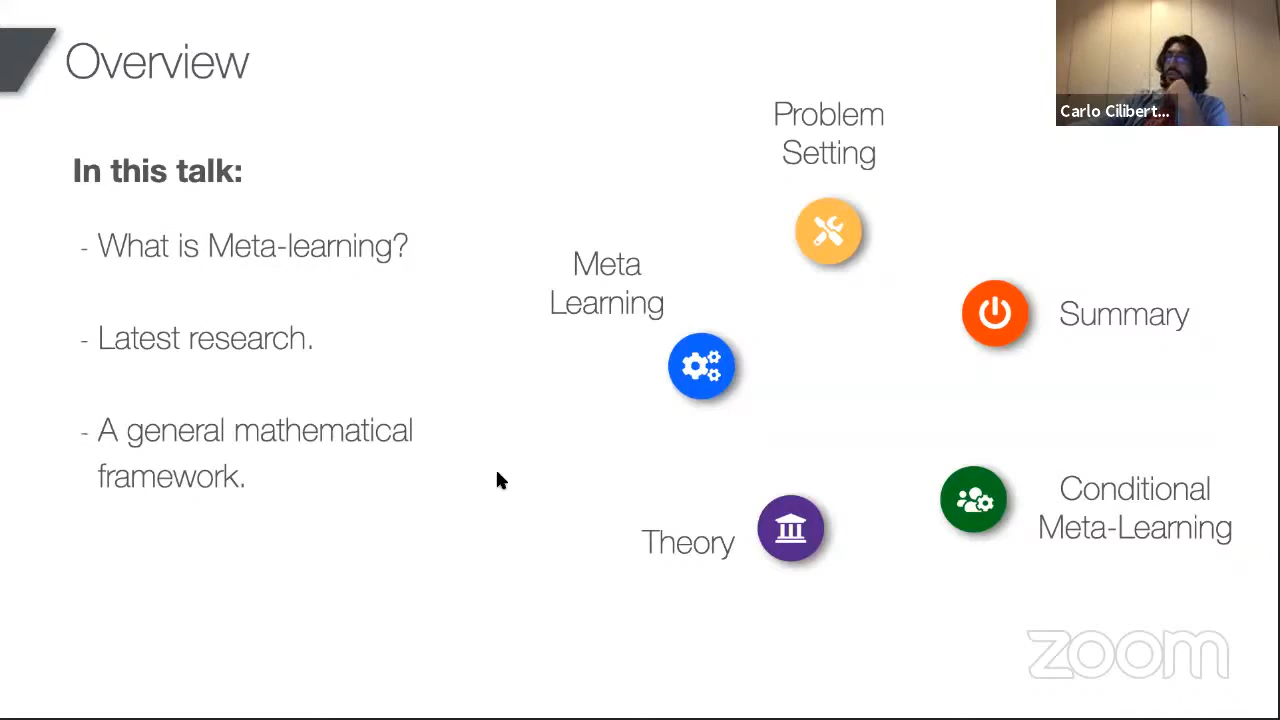 Overview
In this talk:
- What is Meta-learning?
- Latest research.
- A general mathematical
framework.
Problem
Setting
Meta
Learning
Summary
Theory
Conditional
Meta-Learning
Carlo Cilibert...
zoom